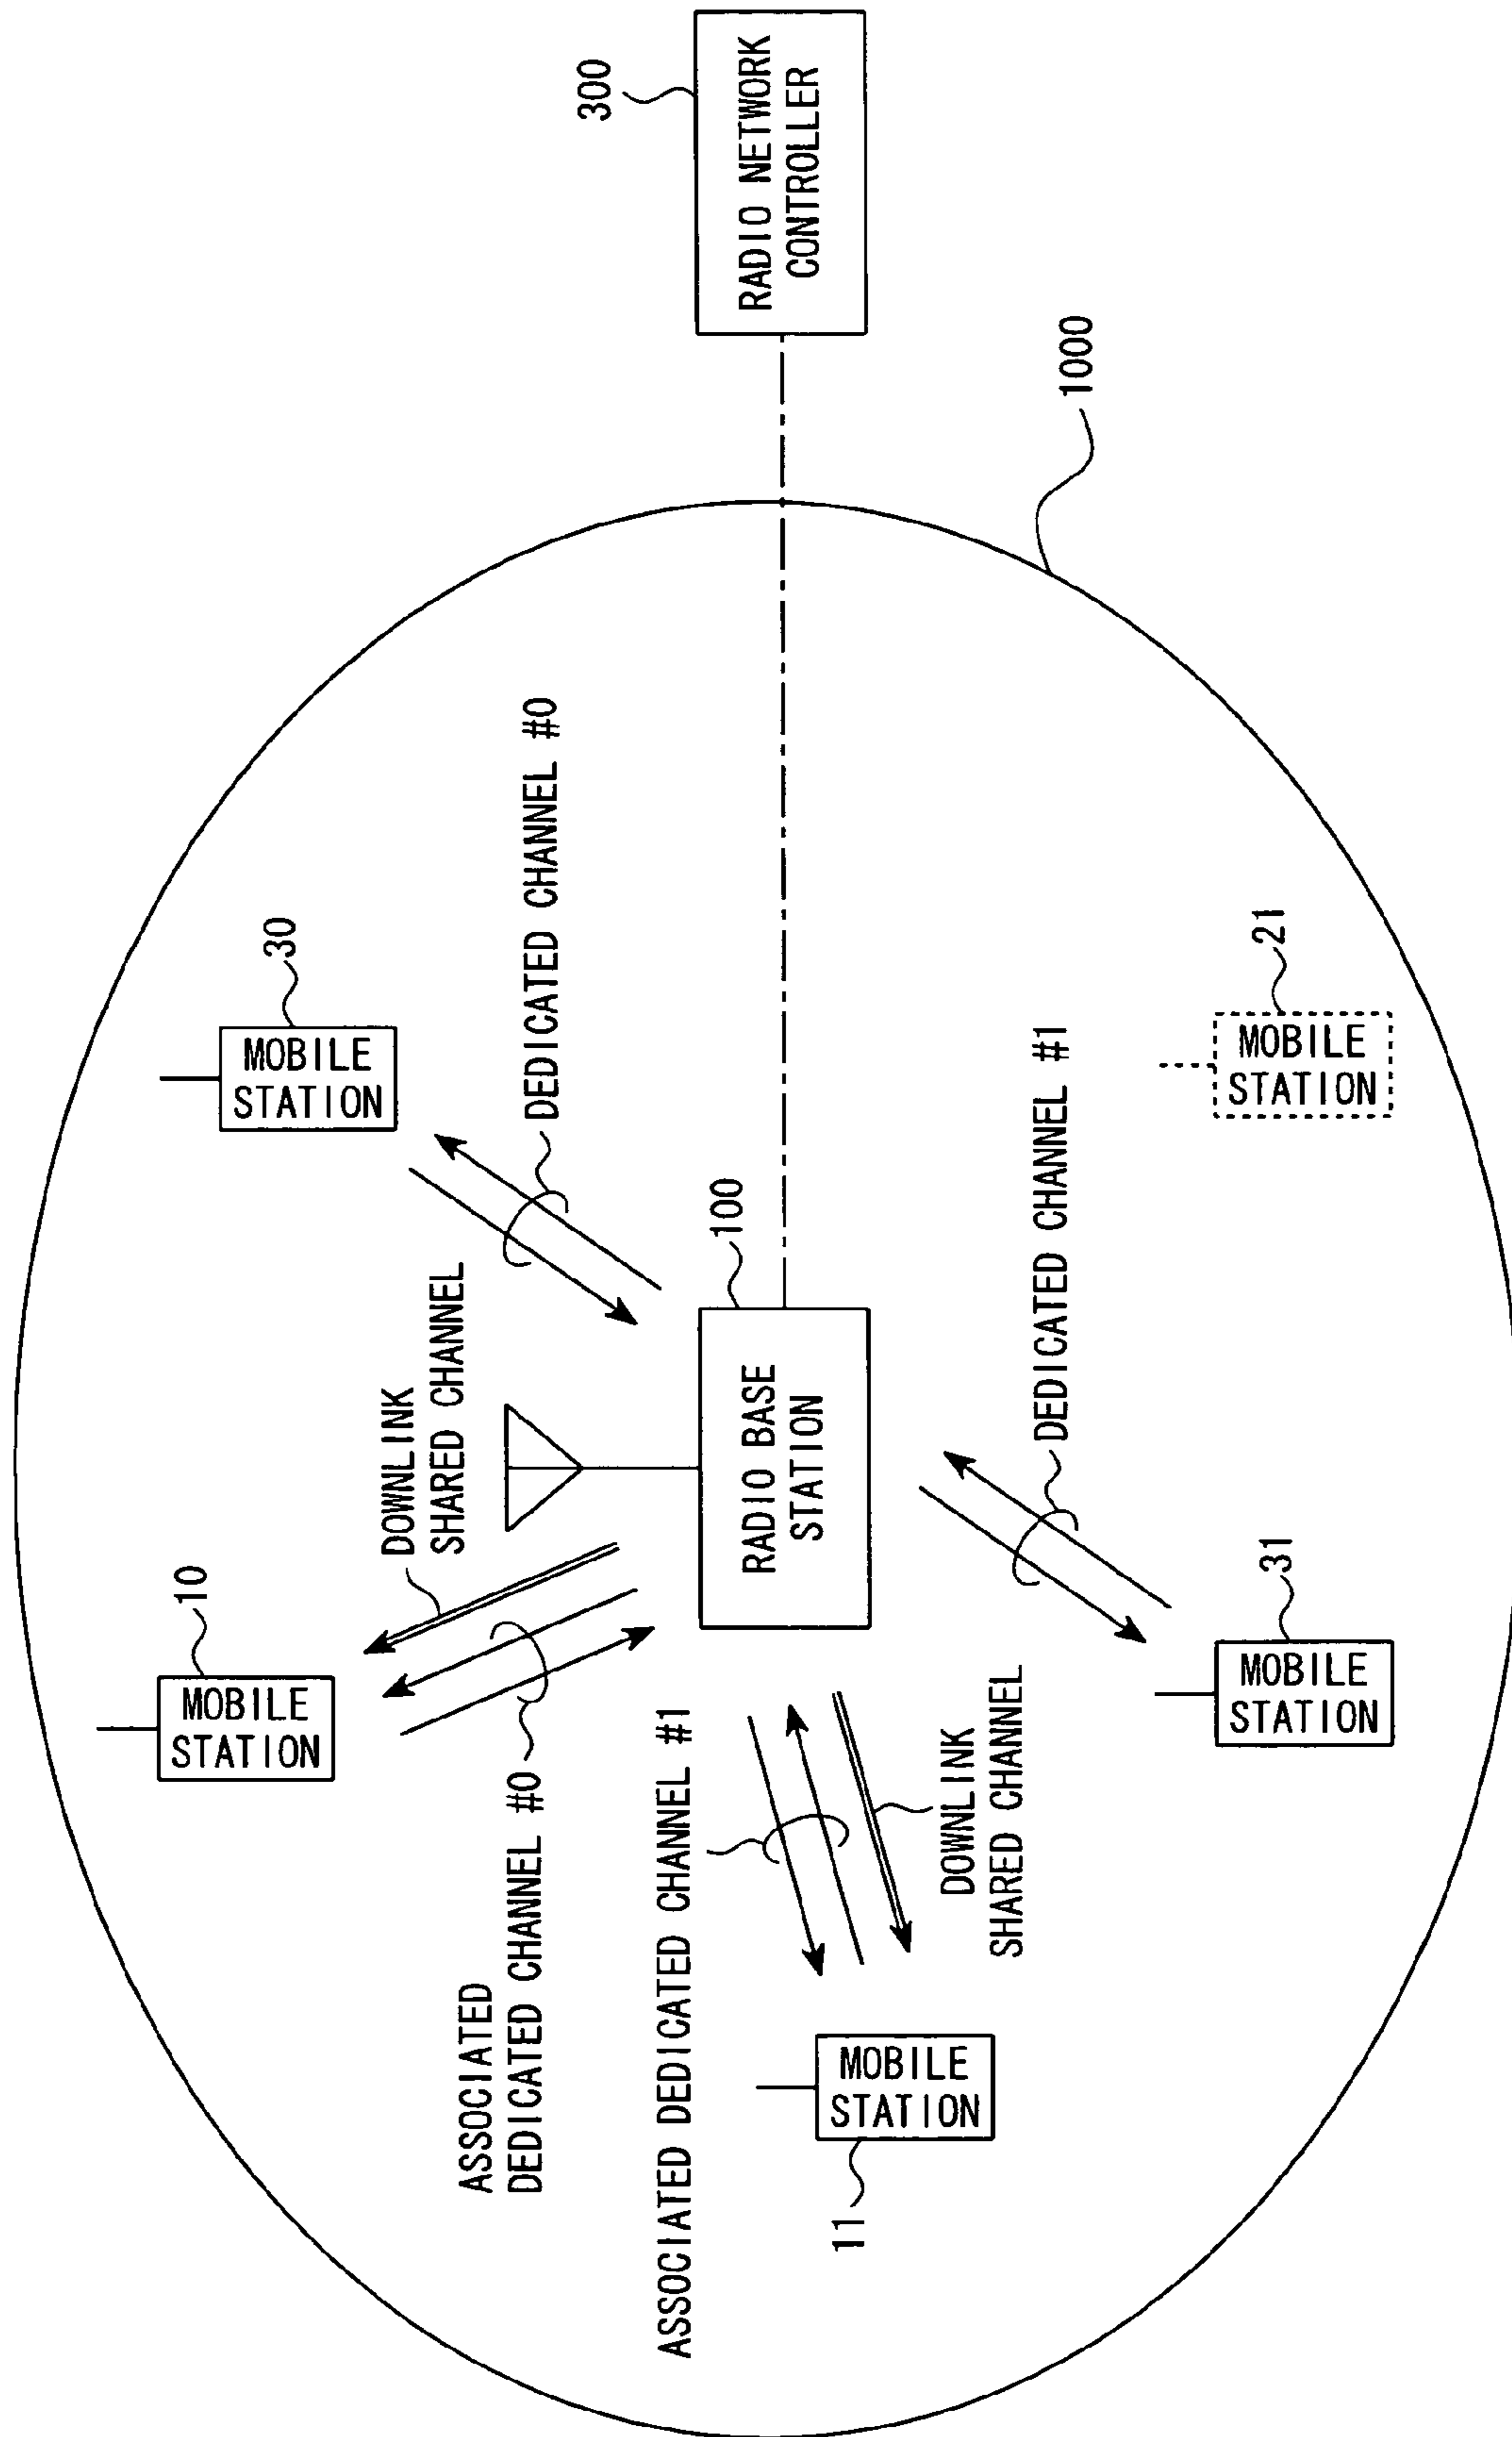 10
MOBILE
STATION
DOWNLINK
SHARED CHANNEL
30
MOBILE
STATION
DEDICATED CHANNEL #0
ASSOCIATED
DEDICATED CHANNEL #0
ASSOCIATED DEDICATED CHANNEL #1
100
RADIO BASE
STATION
300
RADIO NETWORK
CONTROLLER
11
MOBILE
STATION
DOWNLINK
SHARED CHANNEL
DEDICATED CHANNEL #1
1000
31
MOBILE
STATION
21
MOBILE
STATION